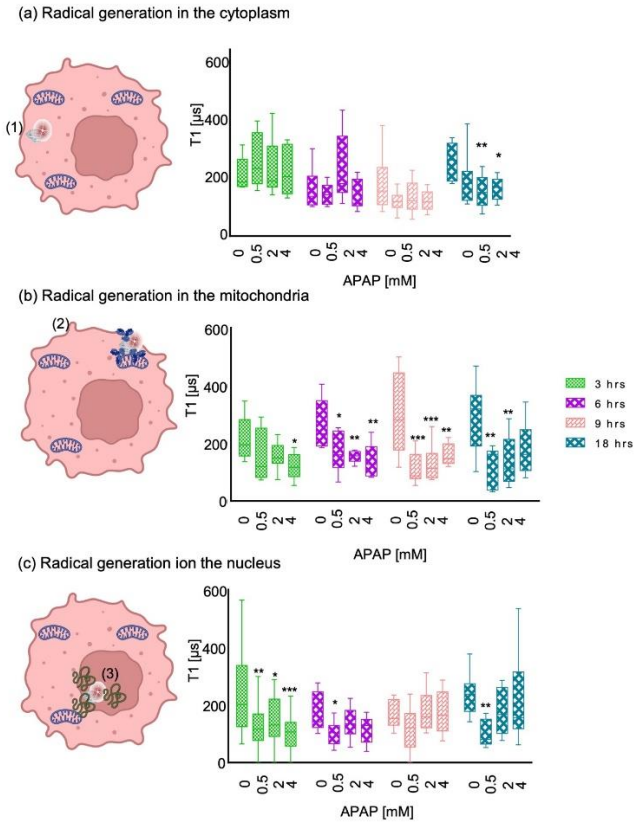 (a) Radical generation in the cytoplasm
(1)
T1 [µs]
600
400
200
0
** *
0 0.5 2 4 0 0.5 2 4 0 0.5 2 4 0 0.5 2 4
APAP [mM]
(b) Radical generation in the mitochondria
(2)
T1 [µs]
600
400
200
0
* * ** ** *** *** ** ** **
0 0.5 2 4 0 0.5 2 4 0 0.5 2 4 0 0.5 2 4
APAP [mM]
3 hrs
6 hrs
9 hrs
18 hrs
(c) Radical generation ion the nucleus
(3)
T1 [µs]
600
400
200
0
** * *** * **
0 0.5 2 4 0 0.5 2 4 0 0.5 2 4 0 0.5 2 4
APAP [mM]